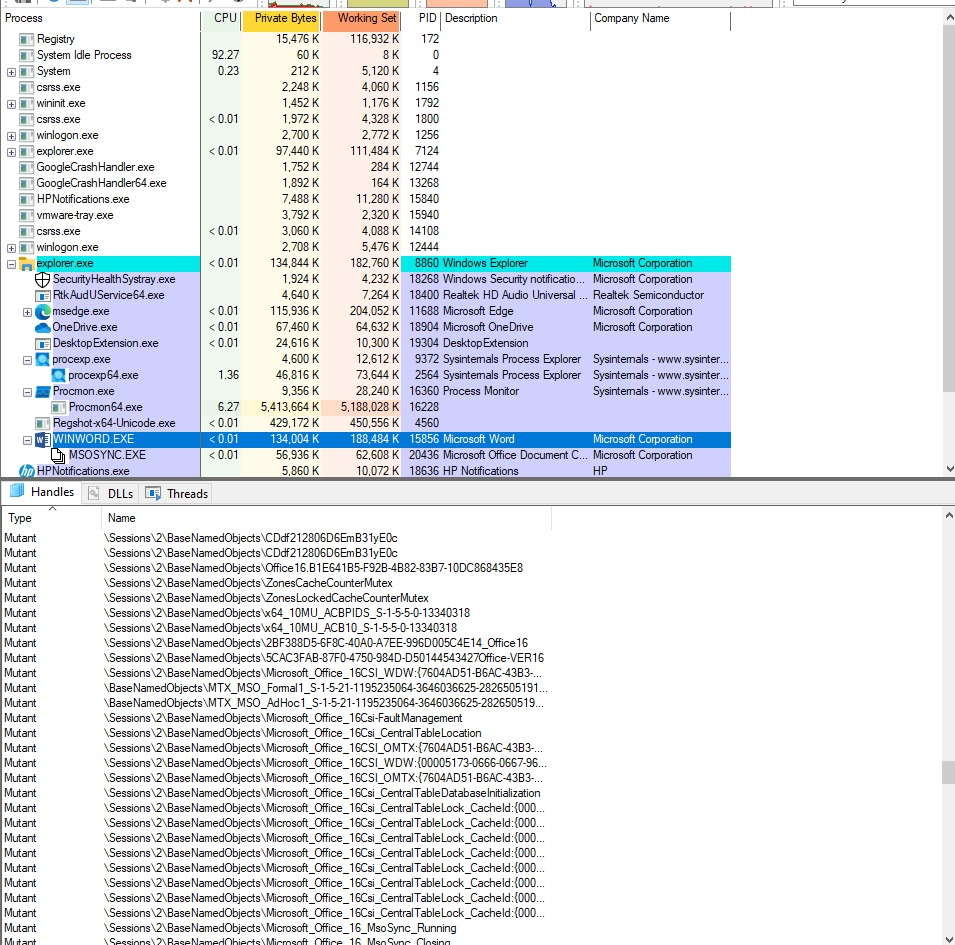 Process CPU Private Bytes Working Set PID Description Company Name
Registry 15,476 K 116,932 K 172
System Idle Process 92.27 60 K 8 K 0
System 0.23 212 K 5,120 K 4
csrss.exe 2,248 K 4,060 K 1156
wininit.exe 1,452 K 1,176 K 1792
csrss.exe < 0.01 1,972 K 4,328 K 1800
winlogon.exe 2,700 K 2,772 K 1256
explorer.exe < 0.01 97,440 K 111,484 K 7124
GoogleCrashHandler.exe 1,752 K 284 K 12744
GoogleCrashHandler64.exe 1,892 K 164 K 13268
HPNotifications.exe 7,488 K 11,280 K 15840
vmware-tray.exe 3,792 K 2,320 K 15940
csrss.exe < 0.01 3,060 K 4,088 K 14108
winlogon.exe 2,708 K 5,476 K 12444
explorer.exe < 0.01 134,844 K 182,760 K 8860 Windows Explorer Microsoft Corporation
SecurityHealthSystray.exe 1,924 K 4,232 K 18268 Windows Security notificatio... Microsoft Corporation
RtkAudUService64.exe 4,640 K 7,264 K 18400 Realtek HD Audio Universal ... Realtek Semiconductor
msedge.exe < 0.01 115,936 K 204,052 K 11688 Microsoft Edge Microsoft Corporation
OneDrive.exe < 0.01 67,460 K 64,632 K 18904 Microsoft OneDrive Microsoft Corporation
DesktopExtension.exe < 0.01 24,616 K 10,300 K 19304 DesktopExtension
procexp.exe 4,600 K 12,612 K 9372 Sysinternals Process Explorer Sysinternals - www.sysinter...
procexp64.exe 1.36 46,816 K 73,644 K 2564 Sysinternals Process Explorer Sysinternals - www.sysinter...
Procmon.exe 9,356 K 28,240 K 16360 Process Monitor Sysinternals - www.sysinter...
Procmon64.exe 6.27 5,413,664 K 5,188,028 K 16228
Regshot-x64-Unicode.exe < 0.01 429,172 K 450,556 K 4560
WINWORD.EXE < 0.01 134,004 K 188,484 K 15856 Microsoft Word Microsoft Corporation
MSOSYNC.EXE < 0.01 56,936 K 62,608 K 20436 Microsoft Office Document C... Microsoft Corporation
HPNotifications.exe 5,860 K 10,072 K 18636 HP Notifications HP
Handles DLLs Threads
Type Name
Mutant \Sessions\2\BaseNamedObjects\CDdf212806D6EmB31yE0c
Mutant \Sessions\2\BaseNamedObjects\CDdf212806D6EmB31yE0c
Mutant \Sessions\2\BaseNamedObjects\Office16.B1E641B5-F92B-4B82-83B7-10DC868435E8
Mutant \Sessions\2\BaseNamedObjects\ZonesCacheCounterMutex
Mutant \Sessions\2\BaseNamedObjects\ZonesLockedCacheCounterMutex
Mutant \Sessions\2\BaseNamedObjects\x64_10MU_ACBPIDS_S-1-5-5-0-13340318
Mutant \Sessions\2\BaseNamedObjects\x64_10MU_ACB10_S-1-5-5-0-13340318
Mutant \Sessions\2\BaseNamedObjects\2BF388D5-6F8C-40A0-A7EE-996D005C4E14_Office16
Mutant \Sessions\2\BaseNamedObjects\5CAC3FAB-87F0-4750-984D-D50144543427Office-VER16
Mutant \Sessions\2\BaseNamedObjects\Microsoft_Office_16CSI_WDW:{7604AD51-B6AC-43B3-...
Mutant \BaseNamedObjects\MTX_MSO_Formal1_S-1-5-21-1195235064-3646036625-2826505191...
Mutant \BaseNamedObjects\MTX_MSO_AdHoc1_S-1-5-21-1195235064-3646036625-282650519...
Mutant \Sessions\2\BaseNamedObjects\Microsoft_Office_16Csi-FaultManagement
Mutant \Sessions\2\BaseNamedObjects\Microsoft_Office_16Csi_CentralTableLocation
Mutant \Sessions\2\BaseNamedObjects\Microsoft_Office_16CSI_OMTX:{7604AD51-B6AC-43B3-...
Mutant \Sessions\2\BaseNamedObjects\Microsoft_Office_16CSI_WDW:{00005173-0666-0667-96...
Mutant \Sessions\2\BaseNamedObjects\Microsoft_Office_16CSI_OMTX:{7604AD51-B6AC-43B3-...
Mutant \Sessions\2\BaseNamedObjects\Microsoft_Office_16Csi_CentralTableDatabaseInitialization
Mutant \Sessions\2\BaseNamedObjects\Microsoft_Office_16Csi_CentralTableLock_CacheId:{000...
Mutant \Sessions\2\BaseNamedObjects\Microsoft_Office_16Csi_CentralTableLock_CacheId:{000...
Mutant \Sessions\2\BaseNamedObjects\Microsoft_Office_16Csi_CentralTableLock_CacheId:{000...
Mutant \Sessions\2\BaseNamedObjects\Microsoft_Office_16Csi_CentralTableLock_CacheId:{000...
Mutant \Sessions\2\BaseNamedObjects\Microsoft_Office_16Csi_CentralTableLock_CacheId:{000...
Mutant \Sessions\2\BaseNamedObjects\Microsoft_Office_16Csi_CentralTableLock_CacheId:{000...
Mutant \Sessions\2\BaseNamedObjects\Microsoft_Office_16Csi_CentralTableLock_CacheId:{000...
Mutant \Sessions\2\BaseNamedObjects\Microsoft_Office_16Csi_CentralTableLock_CacheId:{000...
Mutant \Sessions\2\BaseNamedObjects\Microsoft_Office_16_MsoSync_Running
Mutant \Sessions\2\BaseNamedObjects\Microsoft_Office_16_MsoSync_Closing